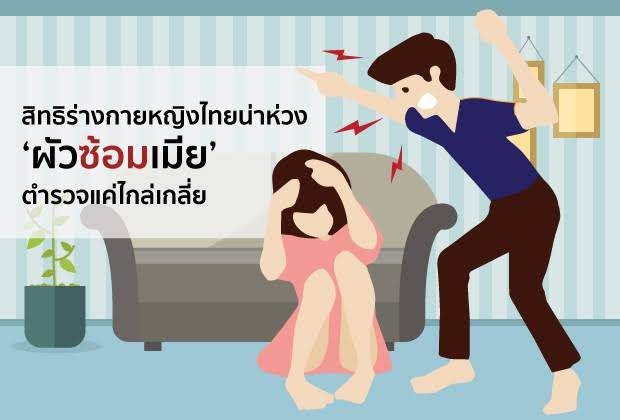 สิทธิร่างกายหญิงไทยน่าห่วง
‘ผัวซ้อมเมีย’
ตำรวจแค่ไกล่เกลี่ย